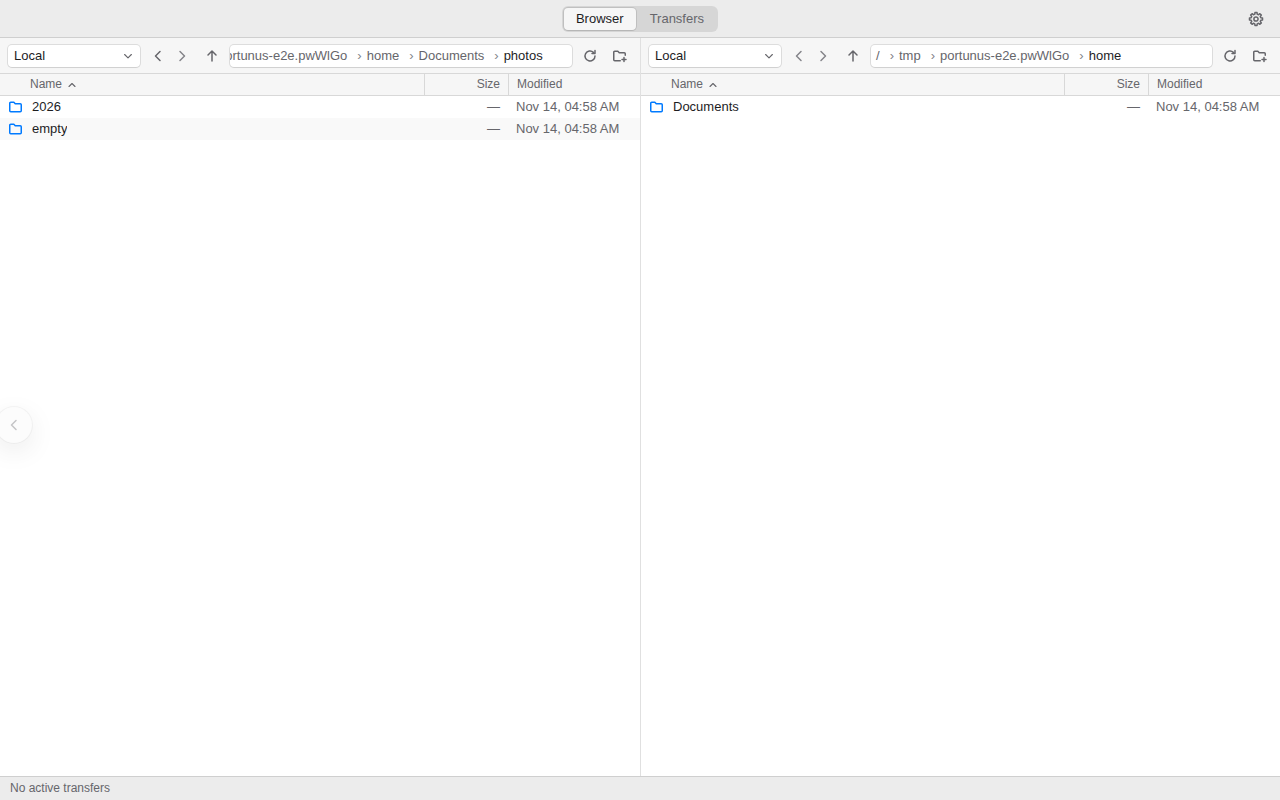 Browser Transfers
Local ortunus-e2e.pwWlGo › home › Documents › photos
Name Size Modified
2026 — Nov 14, 04:58 AM
empty — Nov 14, 04:58 AM
Local / › tmp › portunus-e2e.pwWlGo › home
Name Size Modified
Documents — Nov 14, 04:58 AM
No active transfers